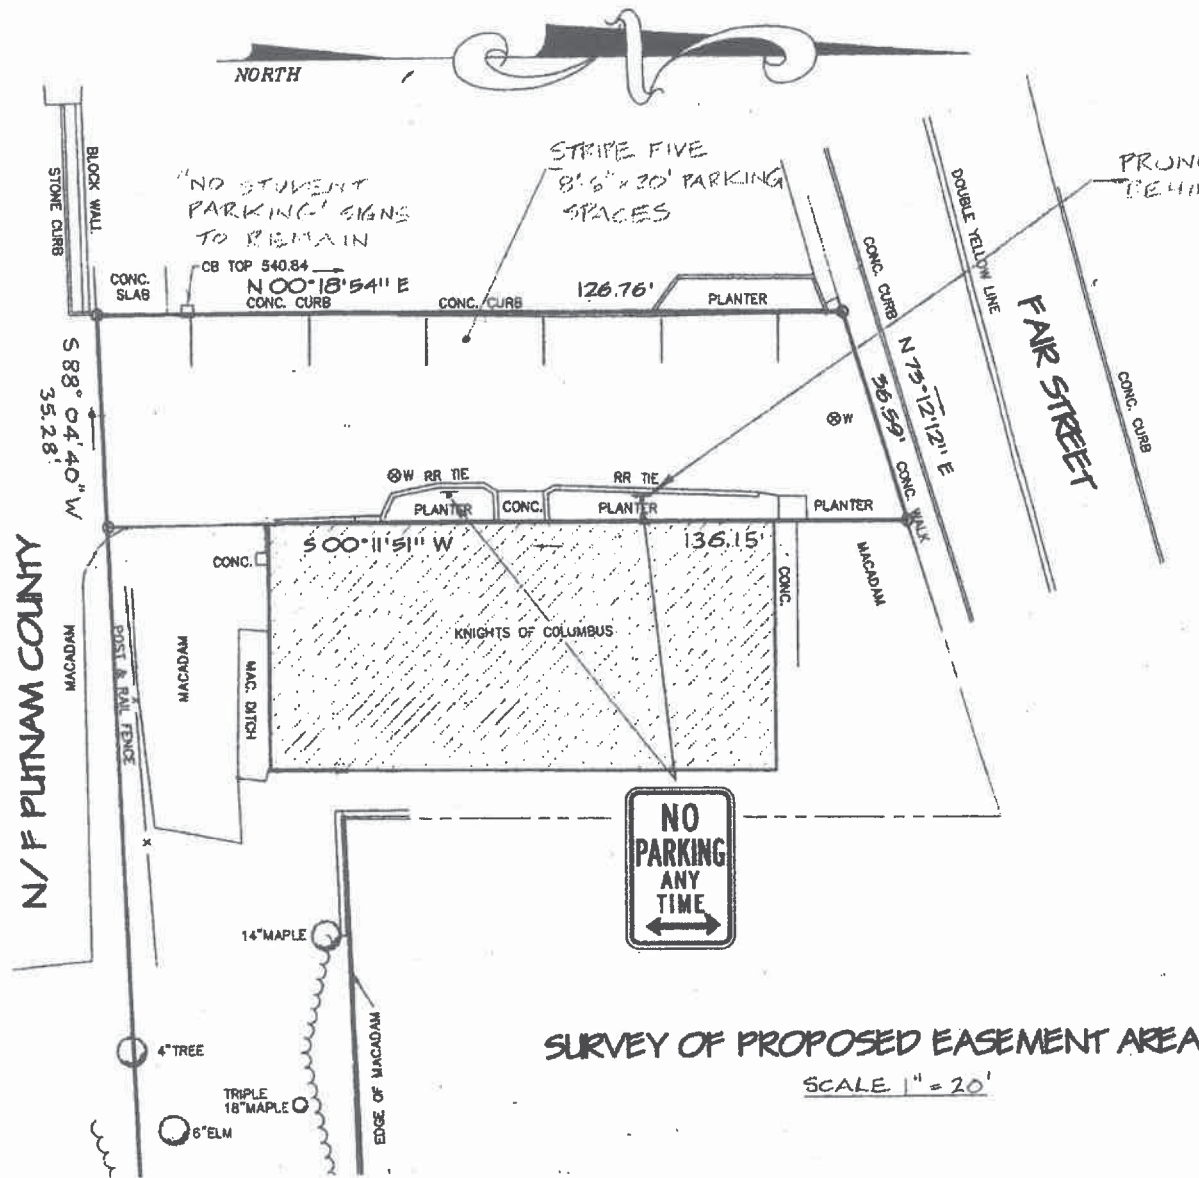 NORTH
"NO STUDENT
PARKING" SIGNS
TO REMAIN
STRIPE FIVE
8'6" x 20' PARKING
SPACES
BLOCK WALL
STONE CURB
CONC.
SLAB
CB TOP 540.84
N 00°18'54" E
CONC. CURB
CONC. CURB
126.76'
PLANTER
CONC. CURB
DOUBLE YELLOW LINE
FAIR STREET
CONC. CURB
N 73°12'12" E
36.59'
CONC. WALK
S 88° 04' 40" W
35.28'
W
W
RR TIE
RR TIE
PLANTER
CONC.
PLANTER
PLANTER
S 00°11'51" W
136.15'
CONC.
CONC.
MACADAM
KNIGHTS OF COLUMBUS
N/F PUTNAM COUNTY
MACADAM
POST & RAIL FENCE
MACADAM
MAC. DITCH
x
x
NO
PARKING
ANY
TIME
14" MAPLE
4" TREE
TRIPLE
18" MAPLE
6" ELM
EDGE OF MACADAM
SURVEY OF PROPOSED EASEMENT AREA
SCALE 1" = 20'